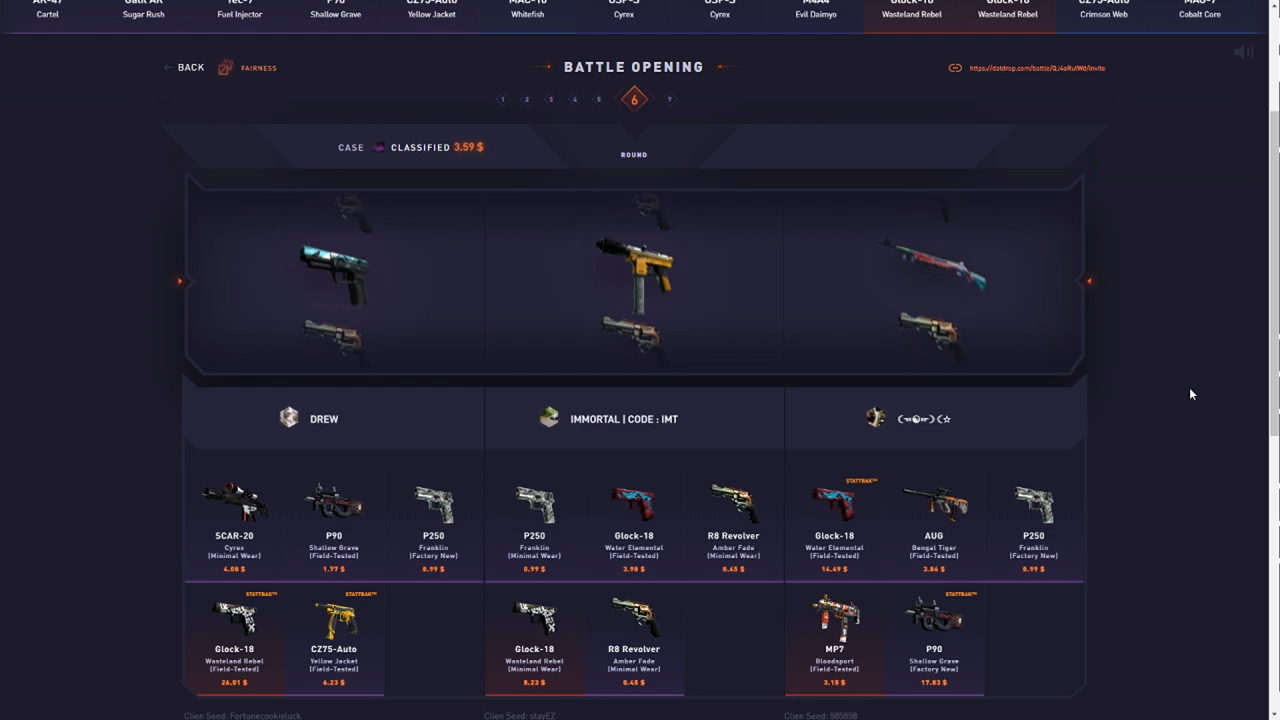 AK-47 Galil AR Tec-9 P90 CZ75-Auto MAC-10 USP-S USP-S M4A4 Glock-18 Glock-18 CZ75-Auto MAG-7
Cartel Sugar Rush Fuel Injector Shallow Grave Yellow Jacket Whitefish Cyrex Cyrex Evil Daimyo Wasteland Rebel Wasteland Rebel Crimson Web Cobalt Core
← BACK FAIRNESS BATTLE OPENING https://datdrop.com/battle/QJ4aRulWd/invite
1 2 3 4 5 6 7
CASE CLASSIFIED 3.59 $
ROUND
DREW IMMORTAL | CODE : IMT
STATTRAK™
SCAR-20 P90 P250 P250 Glock-18 R8 Revolver Glock-18 AUG P250
Cyrex Shallow Grave Franklin Franklin Water Elemental Amber Fade Water Elemental Bengal Tiger Franklin
[Minimal Wear] [Field-Tested] [Factory New] [Minimal Wear] [Field-Tested] [Minimal Wear] [Field-Tested] [Field-Tested] [Factory New]
4.08 $ 1.77 $ 8.99 $ 0.99 $ 3.98 $ 0.45 $ 14.49 $ 3.86 $ 8.99 $
STATTRAK™ STATTRAK™ STATTRAK™
Glock-18 CZ75-Auto Glock-18 R8 Revolver MP7 P90
Wasteland Rebel Yellow Jacket Wasteland Rebel Amber Fade Bloodsport Shallow Grave
[Field-Tested] [Field-Tested] [Minimal Wear] [Minimal Wear] [Field-Tested] [Factory New]
26.01 $ 6.23 $ 8.23 $ 0.45 $ 3.15 $ 17.83 $
Clien Seed: Fortunecookieluck Clien Seed: stayEZ Clien Seed: 585858